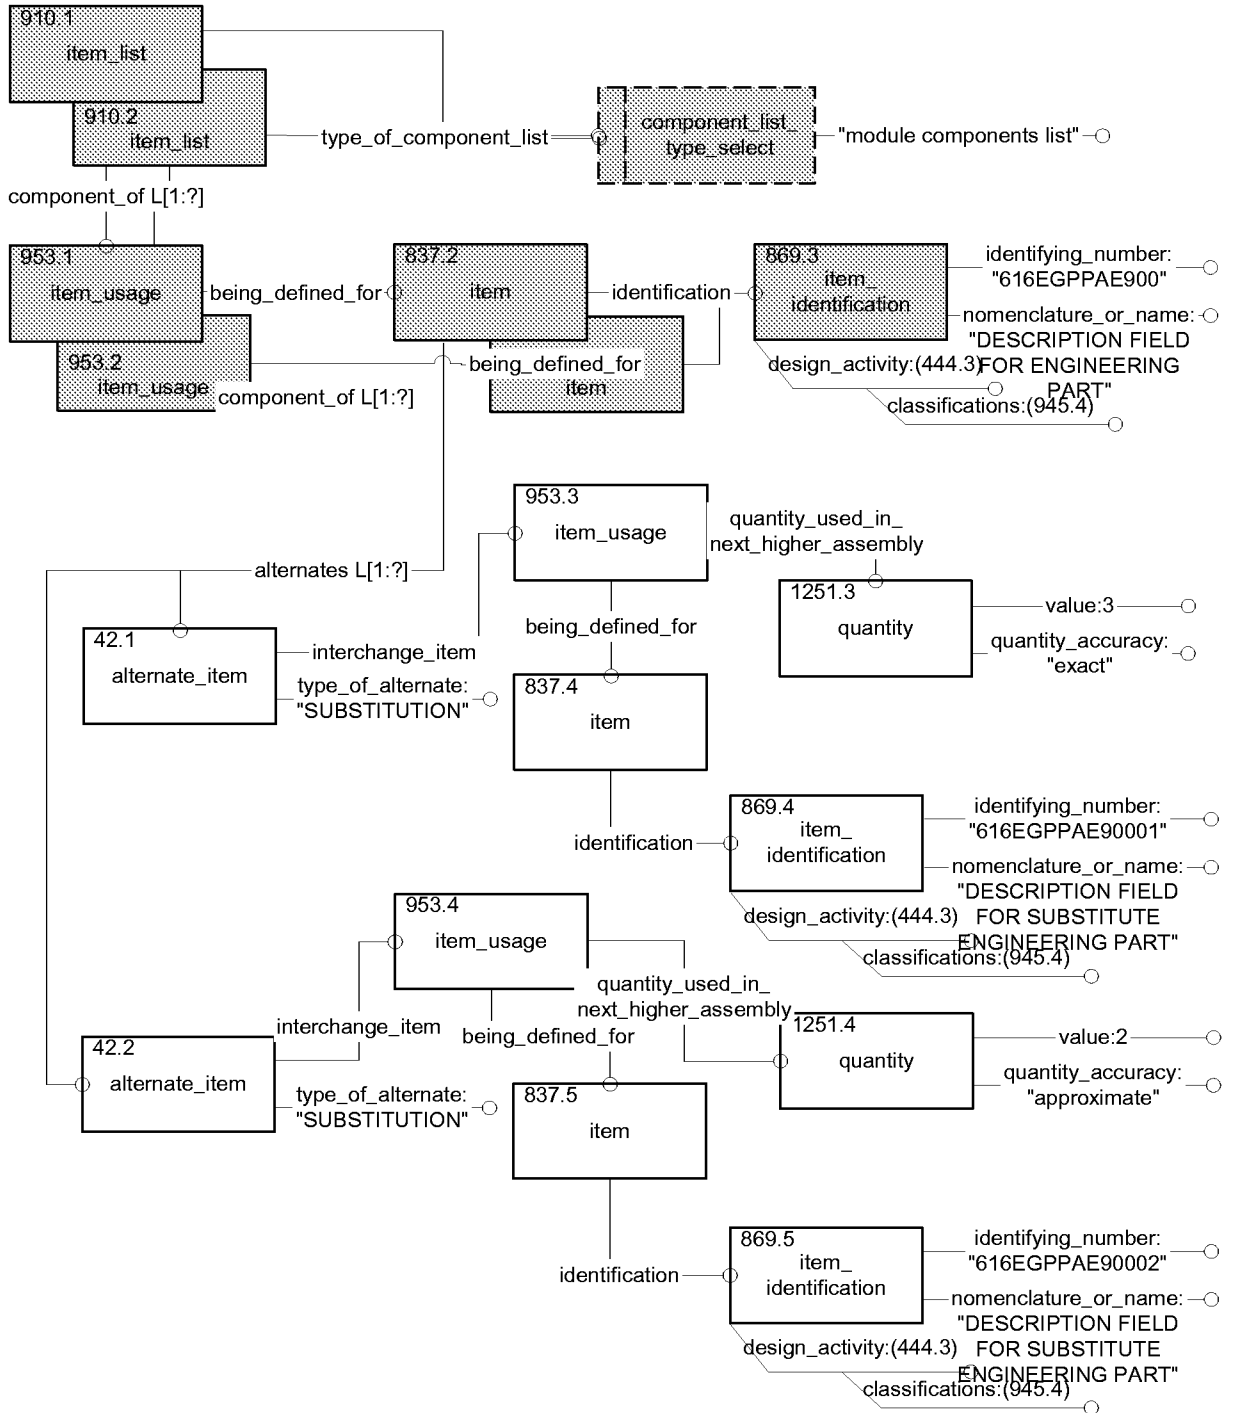 910.1
item_list
910.2
item_list
type_of_component_list
component_list_
type_select
"module components list"
component_of L[1:?]
953.1
item_usage
being_defined_for
837.2
item
identification
869.3
item_
identification
identifying_number:
"616EGPPAE900"
nomenclature_or_name:
"DESCRIPTION FIELD
FOR ENGINEERING
PART"
design_activity:(444.3)
classifications:(945.4)
953.2
item_usage
component_of L[1:?]
being_defined_for
item
953.3
item_usage
quantity_used_in_
next_higher_assembly
alternates L[1:?]
1251.3
quantity
value:3
quantity_accuracy:
"exact"
being_defined_for
42.1
alternate_item
interchange_item
type_of_alternate:
"SUBSTITUTION"
837.4
item
identification
869.4
item_
identification
identifying_number:
"616EGPPAE90001"
nomenclature_or_name:
"DESCRIPTION FIELD
FOR SUBSTITUTE
ENGINEERING PART"
design_activity:(444.3)
classifications:(945.4)
953.4
item_usage
quantity_used_in_
next_higher_assembly
interchange_item
being_defined_for
1251.4
quantity
value:2
quantity_accuracy:
"approximate"
42.2
alternate_item
type_of_alternate:
"SUBSTITUTION"
837.5
item
identification
869.5
item_
identification
identifying_number:
"616EGPPAE90002"
nomenclature_or_name:
"DESCRIPTION FIELD
FOR SUBSTITUTE
ENGINEERING PART"
design_activity:(444.3)
classifications:(945.4)